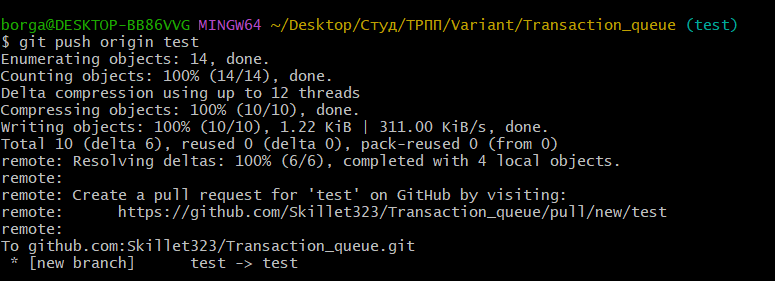 borga@DESKTOP-BB86VVG MINGW64 ~/Desktop/Студ/ТРПП/Variant/Transaction_queue (test)
$ git push origin test
Enumerating objects: 14, done.
Counting objects: 100% (14/14), done.
Delta compression using up to 12 threads
Compressing objects: 100% (10/10), done.
Writing objects: 100% (10/10), 1.22 KiB | 311.00 KiB/s, done.
Total 10 (delta 6), reused 0 (delta 0), pack-reused 0 (from 0)
remote: Resolving deltas: 100% (6/6), completed with 4 local objects.
remote:
remote: Create a pull request for 'test' on GitHub by visiting:
remote:      https://github.com/Skillet323/Transaction_queue/pull/new/test
remote:
To github.com:Skillet323/Transaction_queue.git
 * [new branch]      test -> test